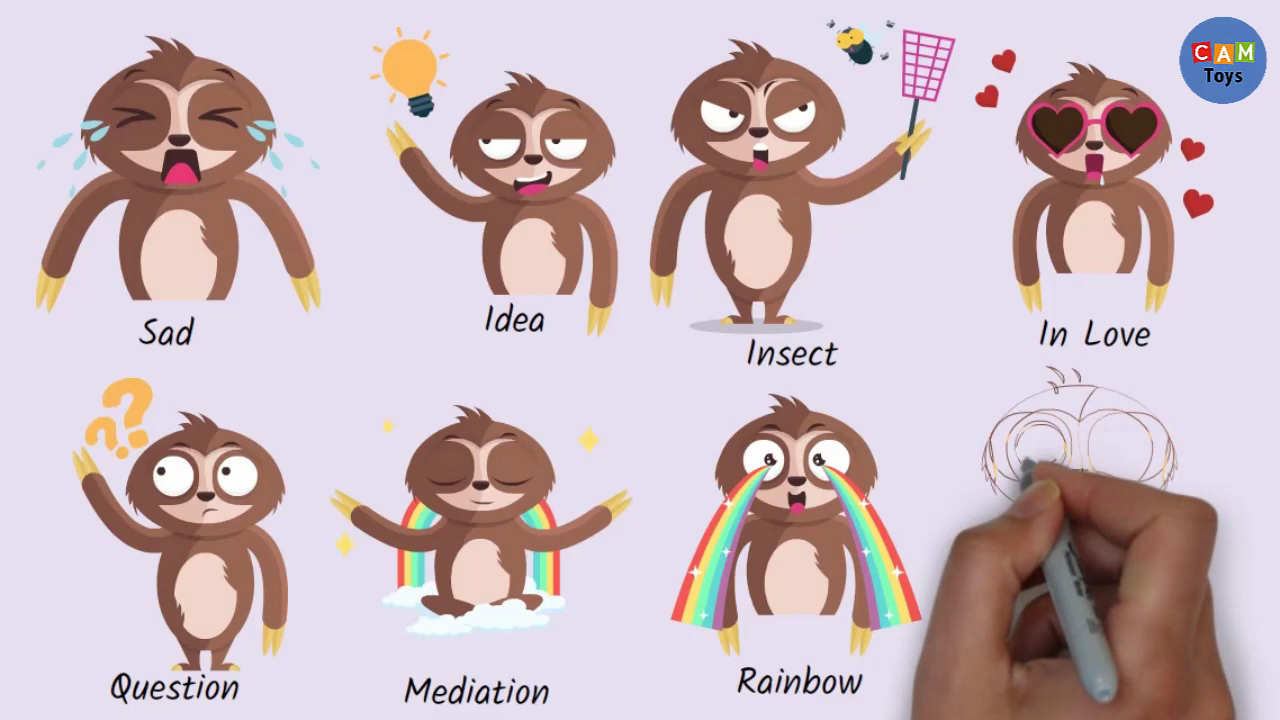 CAM
Toys
Sad
Idea
Insect
In Love
Question
Mediation
Rainbow